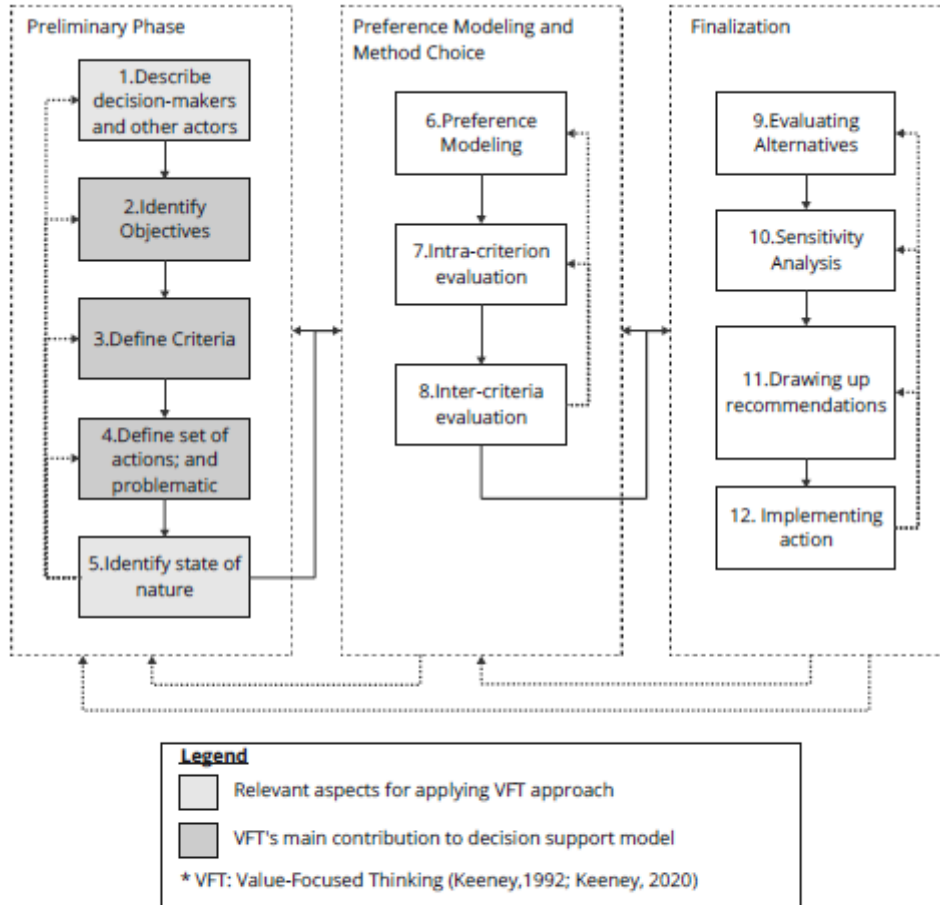 Preliminary Phase
1.Describe
decision-makers
and other actors
2.Identify
Objectives
3.Define Criteria
4.Define set of
actions; and
problematic
5.Identify state of
nature
Preference Modeling and
Method Choice
6.Preference
Modeling
7.Intra-criterion
evaluation
8.Inter-criteria
evaluation
Finalization
9.Evaluating
Alternatives
10.Sensitivity
Analysis
11.Drawing up
recommendations
12. Implementing
action
Legend
Relevant aspects for applying VFT approach
VFT's main contribution to decision support model
* VFT: Value-Focused Thinking (Keeney,1992; Keeney, 2020)